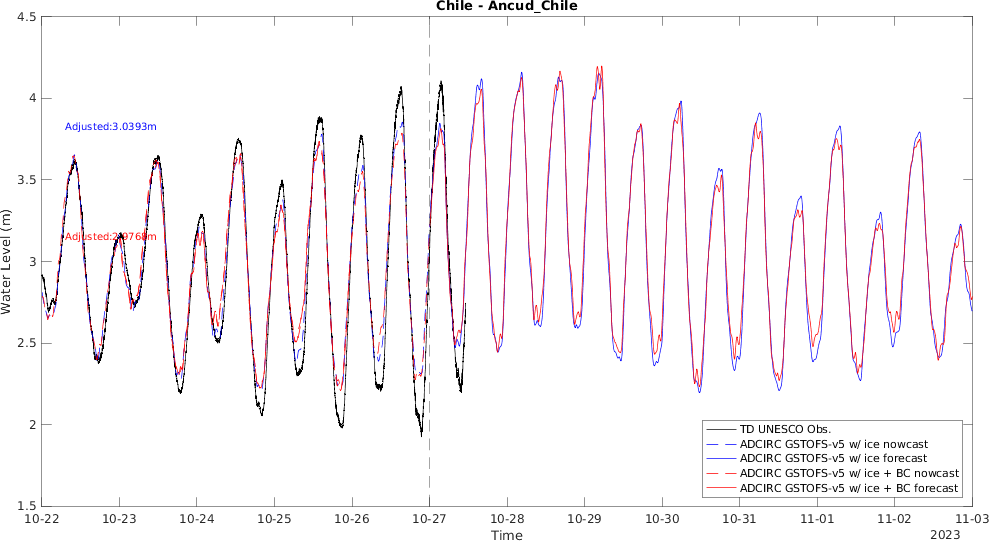 Chile - Ancud_Chile
4.5
4
3.5
3
2.5
2
1.5
Water Level (m)
Adjusted:3.0393m
Adjusted:2.9768m
TD UNESCO Obs.
ADCIRC GSTOFS-v5 w/ ice nowcast
ADCIRC GSTOFS-v5 w/ ice forecast
ADCIRC GSTOFS-v5 w/ ice + BC nowcast
ADCIRC GSTOFS-v5 w/ ice + BC forecast
10-22 10-23 10-24 10-25 10-26 10-27 10-28 10-29 10-30 10-31 11-01 11-02 11-03
Time
2023